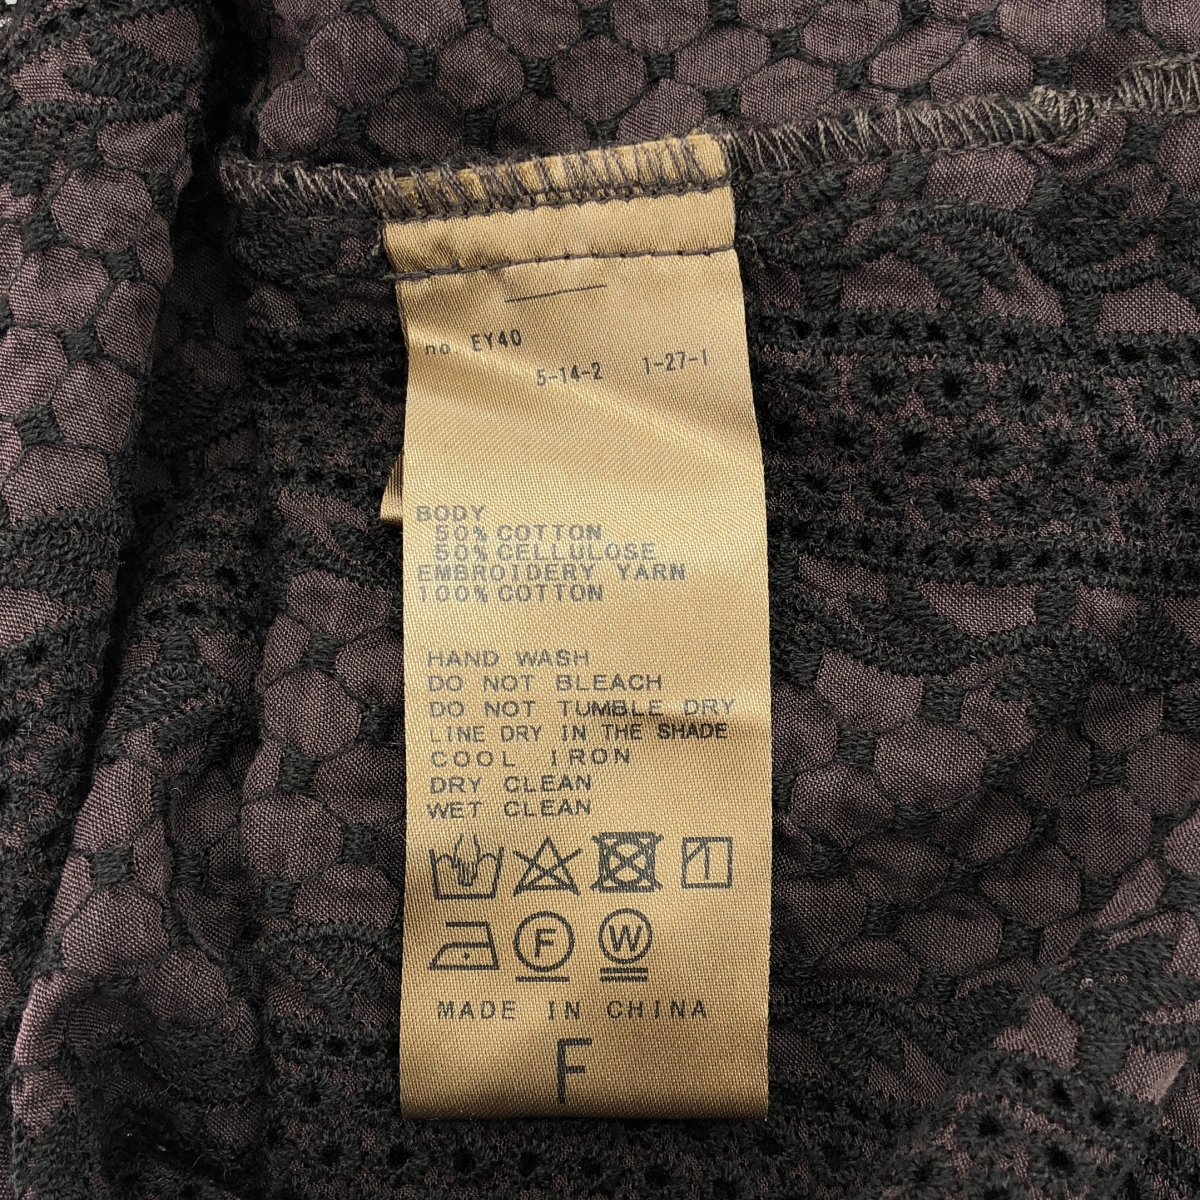 No. EY40
5-14-2 1-27-1
BODY
50% COTTON
50% CELLULOSE
EMBROIDERY YARN
100% COTTON
HAND WASH
DO NOT BLEACH
DO NOT TUMBLE DRY
LINE DRY IN THE SHADE
COOL IRON
DRY CLEAN
WET CLEAN
F W
MADE IN CHINA
F